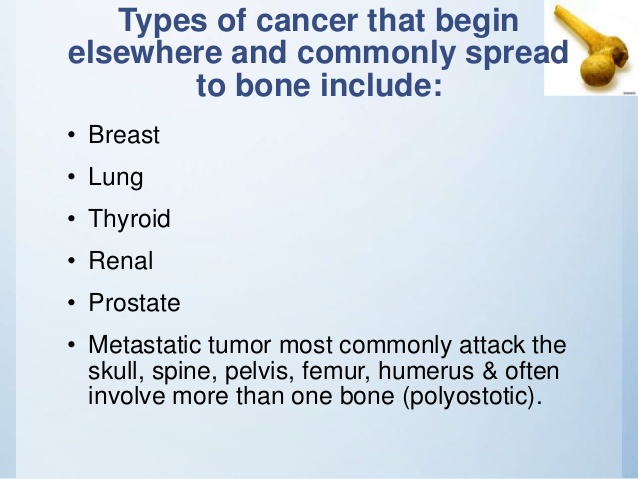 Types of cancer that begin
elsewhere and commonly spread
to bone include:
• Breast
• Lung
• Thyroid
• Renal
• Prostate
• Metastatic tumor most commonly attack the
skull, spine, pelvis, femur, humerus & often
involve more than one bone (polyostotic).